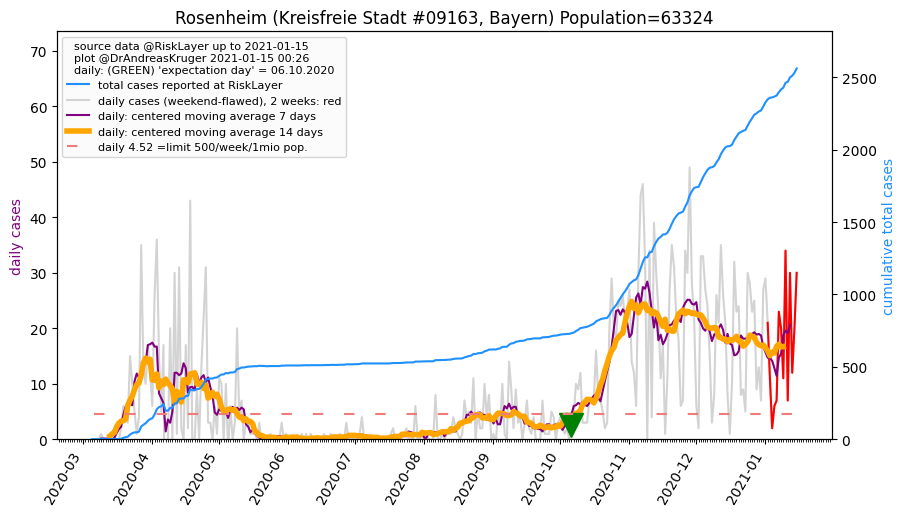 Rosenheim (Kreisfreie Stadt #09163, Bayern) Population=63324
source data @RiskLayer up to 2021-01-15
plot @DrAndreasKruger 2021-01-15 00:26
daily: (GREEN) 'expectation day' = 06.10.2020
total cases reported at RiskLayer
daily cases (weekend-flawed), 2 weeks: red
daily: centered moving average 7 days
daily: centered moving average 14 days
daily 4.52 =limit 500/week/1mio pop.
daily cases
70
60
50
40
30
20
10
0
cumulative total cases
2500
2000
1500
1000
500
0
2020-03
2020-04
2020-05
2020-06
2020-07
2020-08
2020-09
2020-10
2020-11
2020-12
2021-01